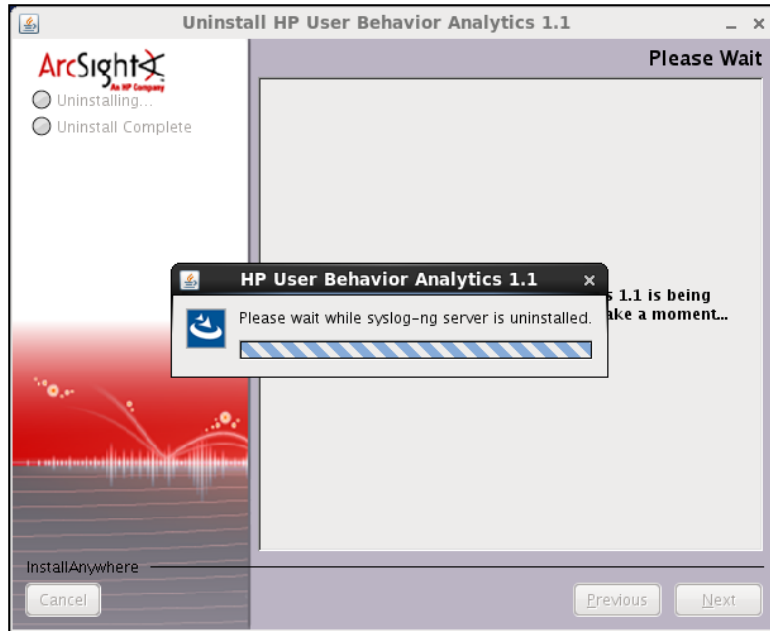 Uninstall HP User Behavior Analytics 1.1
Please Wait
ArcSight
An HP Company
Uninstalling...
Uninstall Complete
HP User Behavior Analytics 1.1
Please wait while syslog-ng server is uninstalled.
1.1 is being
a moment...
InstallAnywhere
Cancel
Previous
Next